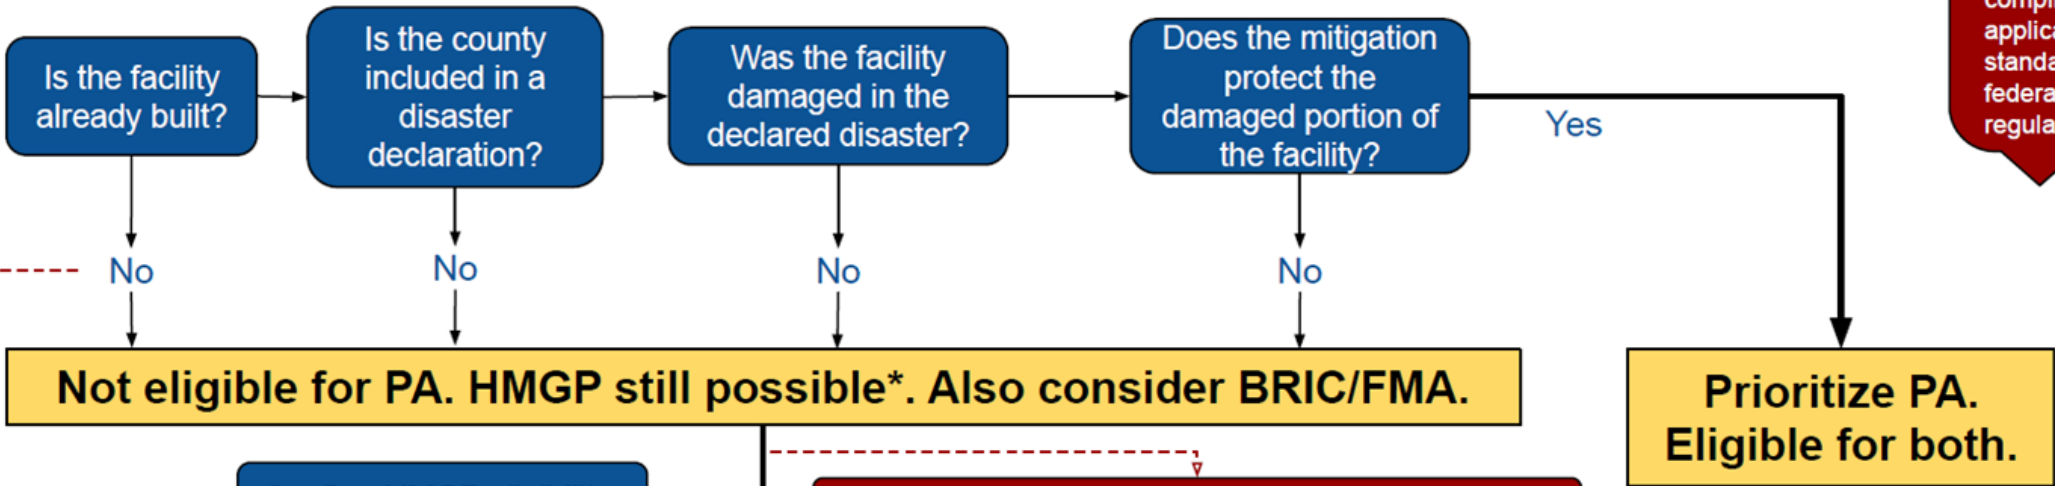 Is the facility
already built?
Is the county
included in a
disaster
declaration?
Was the facility
damaged in the
declared disaster?
Does the mitigation
protect the
damaged portion of
the facility?
Yes
No
No
No
No
Not eligible for PA. HMGP still possible*. Also consider BRIC/FMA.
Prioritize PA.
Eligible for both.